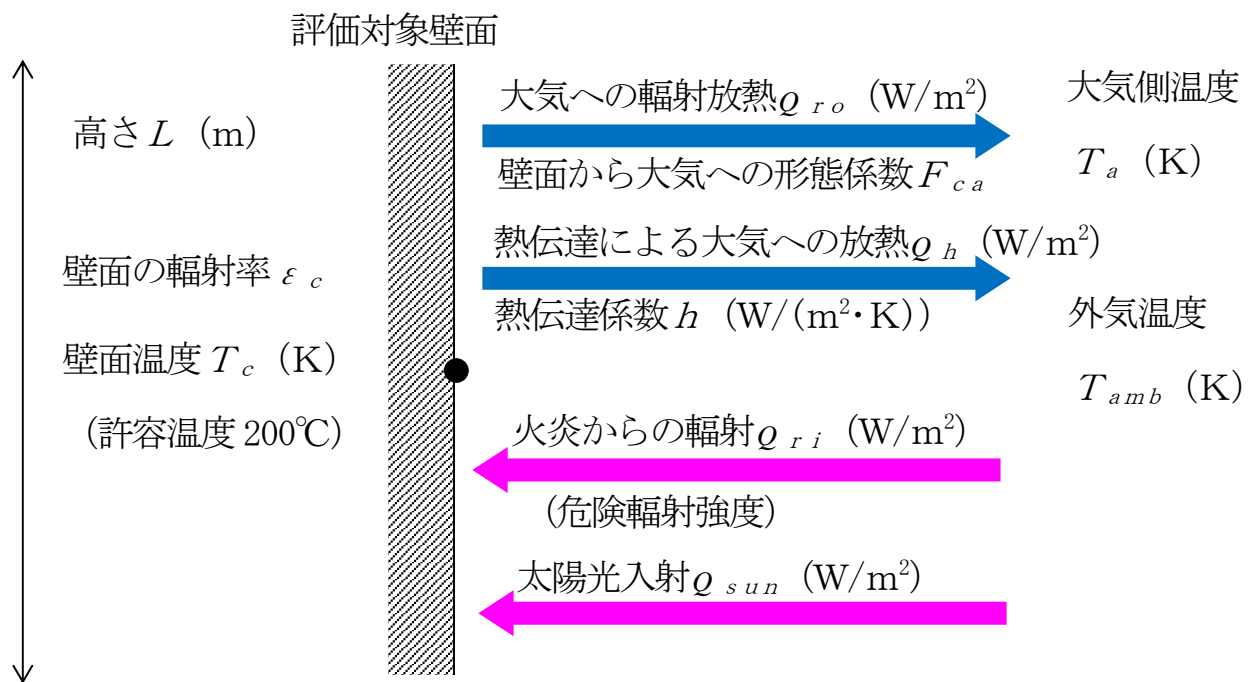 評価対象壁面
高さL (m)
大気への輻射放熱Q ro (W/m²)
大気側温度
壁面から大気への形態係数F ca
T a (K)
熱伝達による大気への放熱Q h (W/m²)
壁面の輻射率 ε c
熱伝達係数h (W/(m²・K))
外気温度
壁面温度 T c (K)
T amb (K)
(許容温度 200℃)
火炎からの輻射Q ri (W/m²)
(危険輻射強度)
太陽光入射Q sun (W/m²)